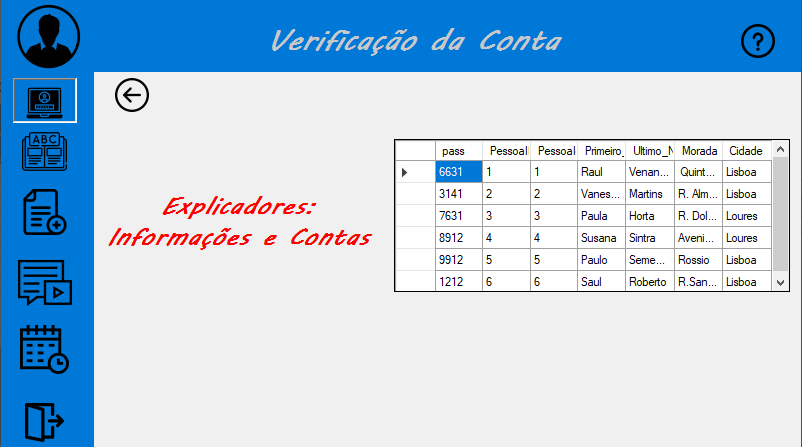 Verificação da Conta
?
ABC
Explicadores:
Informações e Contas
pass Pessoal Pessoal Primeiro_ Ultimo_N Morada Cidade
6631 1 1 Raul Venan... Quint... Lisboa
3141 2 2 Vanes... Martins R. Alm... Lisboa
7631 3 3 Paula Horta R. Dol... Loures
8912 4 4 Susana Sintra Aveni... Loures
9912 5 5 Paulo Seme... Rossio Lisboa
1212 6 6 Saul Roberto R.San... Lisboa